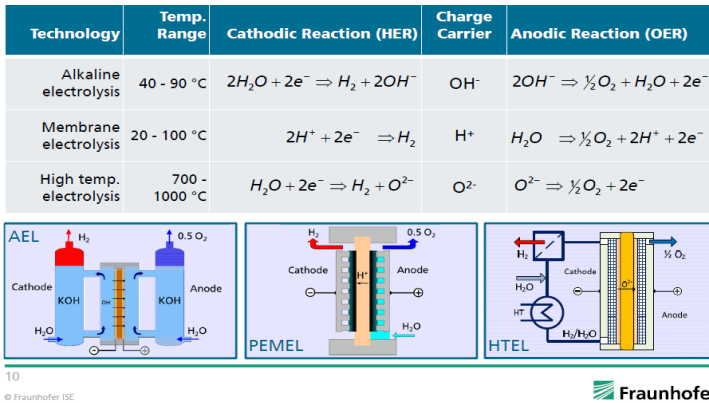 Technology
Temp. Range
Cathodic Reaction (HER)
Charge Carrier
Anodic Reaction (OER)
Alkaline electrolysis
40 - 90 °C
2H₂O + 2e⁻ ⇒ H₂ + 2OH⁻
OH⁻
2OH⁻ ⇒ ½O₂ + H₂O + 2e⁻
Membrane electrolysis
20 - 100 °C
2H⁺ + 2e⁻ ⇒ H₂
H⁺
H₂O ⇒ ½O₂ + 2H⁺ + 2e⁻
High temp. electrolysis
700 - 1000 °C
H₂O + 2e⁻ ⇒ H₂ + O²⁻
O²⁻
O²⁻ ⇒ ½O₂ + 2e⁻
AEL
H₂
0.5 O₂
Cathode
Anode
KOH
OH⁻
KOH
H₂O
H₂O
PEMEL
H₂
0.5 O₂
Cathode
H⁺
Anode
H₂O
HTEL
H₂
½ O₂
H₂O
Cathode
O²⁻
HT
Anode
H₂/H₂O
10
© Fraunhofer ISE
Fraunhofe